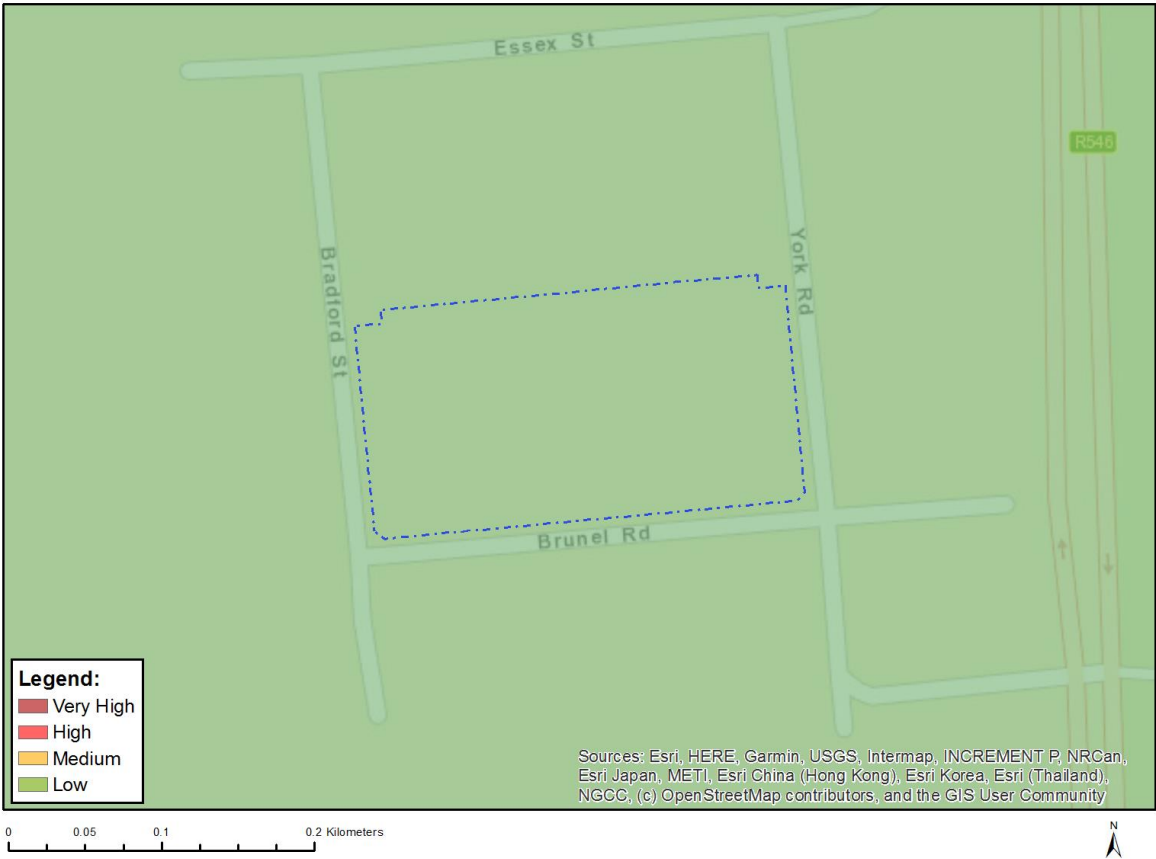 Essex St
R546
York Rd
Bradford St
Brunel Rd
Legend:
Very High
High
Medium
Low
Sources: Esri, HERE, Garmin, USGS, Intermap, INCREMENT P, NRCan,
Esri Japan, METI, Esri China (Hong Kong), Esri Korea, Esri (Thailand),
NGCC, (c) OpenStreetMap contributors, and the GIS User Community
0 0.05 0.1 0.2 Kilometers
N